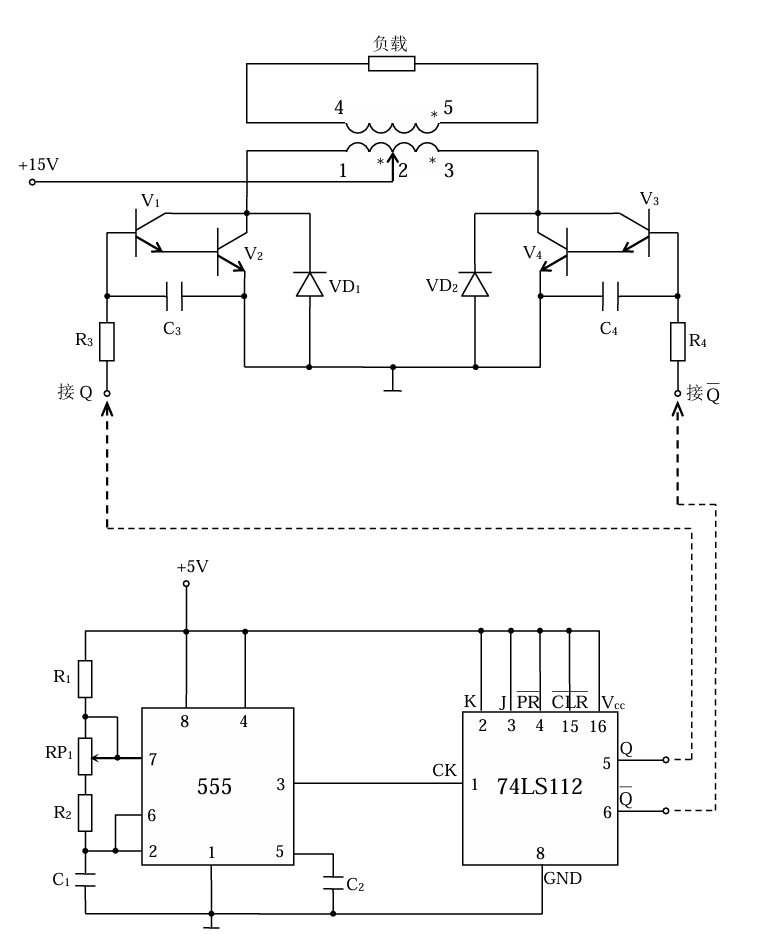 负载
4
* 5
1
* 2
* 3
+15V
V1
V2
V3
V4
VD1
VD2
C3
C4
R3
R4
接 Q
接 Q̅
+5V
R1
RP1
R2
C1
8
4
7
6
2
555
3
1
5
C2
K
J
P̅R̅
C̅L̅R̅
Vcc
2
3
4
15
16
CK
1
74LS112
5
Q
6
Q̅
8
GND